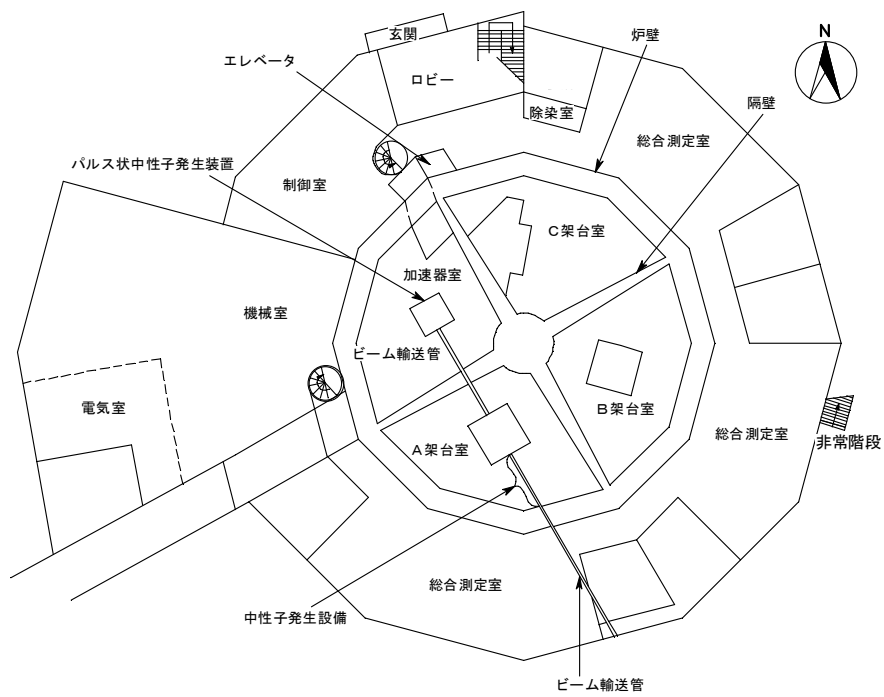 玄関
N
炉壁
エレベータ
ロビー
隔壁
除染室
総合測定室
パルス状中性子発生装置
制御室
C架台室
加速器室
機械室
ビーム輸送管
電気室
B架台室
総合測定室
非常階段
A架台室
総合測定室
中性子発生設備
ビーム輸送管